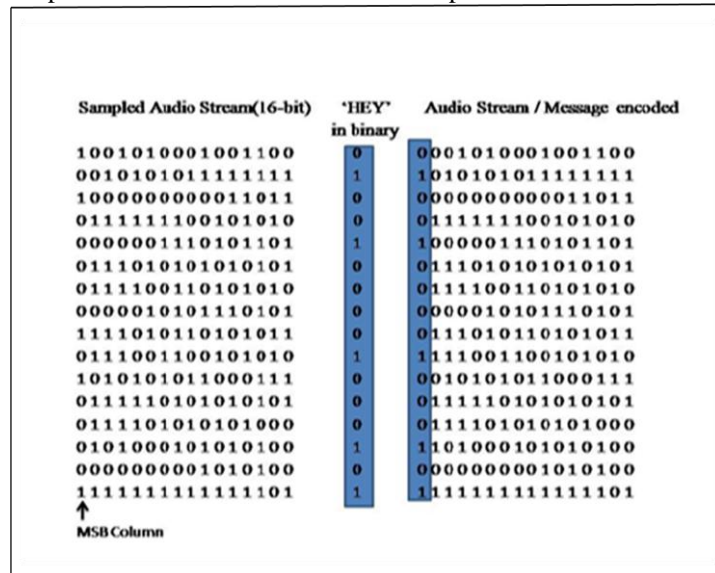 Sampled Audio Stream(16-bit) 'HEY' Audio Stream / Message encoded
in binary
1001010001001100 0 0001010001001100
0010101011111111 1 1010101011111111
1000000000011011 0 0000000000011011
0111111100101010 0 0111111100101010
0000001110101101 1 1000001110101101
0111010101010101 0 0111010101010101
0111100110101010 0 0111100110101010
0000010101110101 0 0000010101110101
1111010110101011 0 0111010110101011
0111001100101010 1 1111001100101010
1010101011000111 0 0010101011000111
0111110101010101 0 0111110101010101
0111101010101000 0 0111101010101000
0101000101010100 1 1101000101010100
0000000001010100 0 0000000001010100
1111111111111101 1 1111111111111101
↑
MSB Column